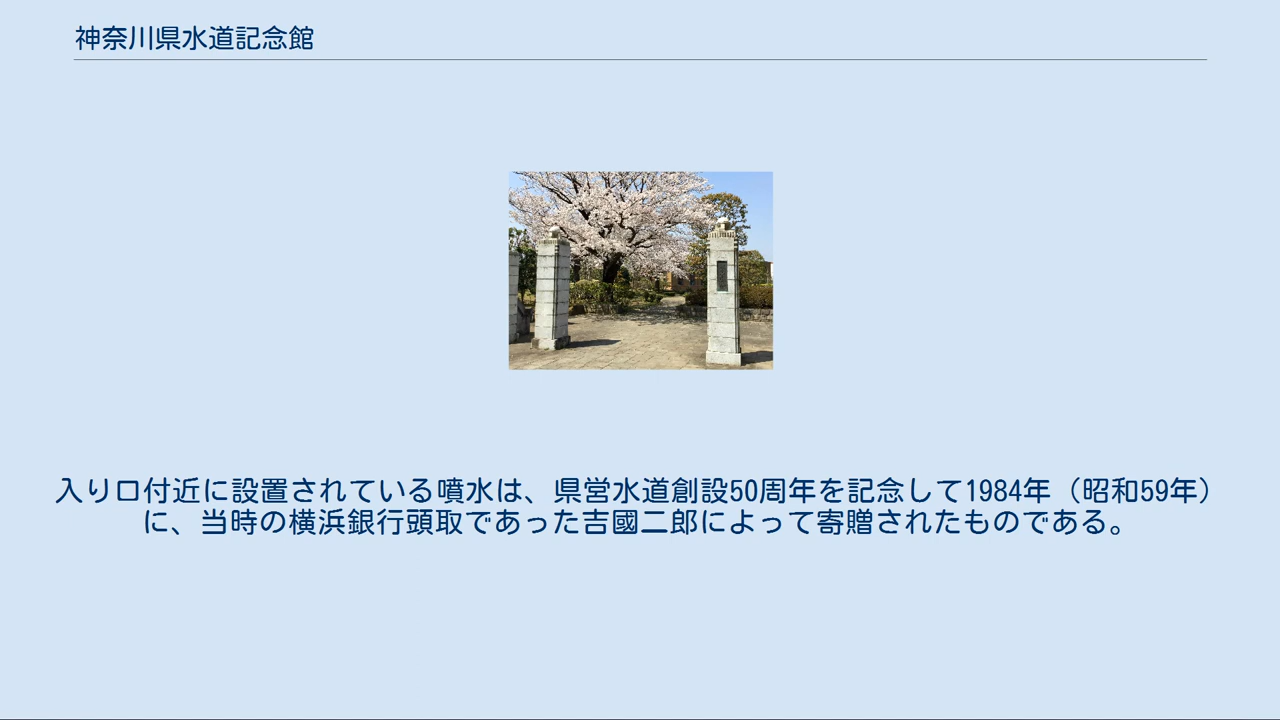 神奈川県水道記念館
入り口付近に設置されている噴水は、県営水道創設50周年を記念して1984年（昭和59年）
に、当時の横浜銀行頭取であった吉國二郎によって寄贈されたものである。